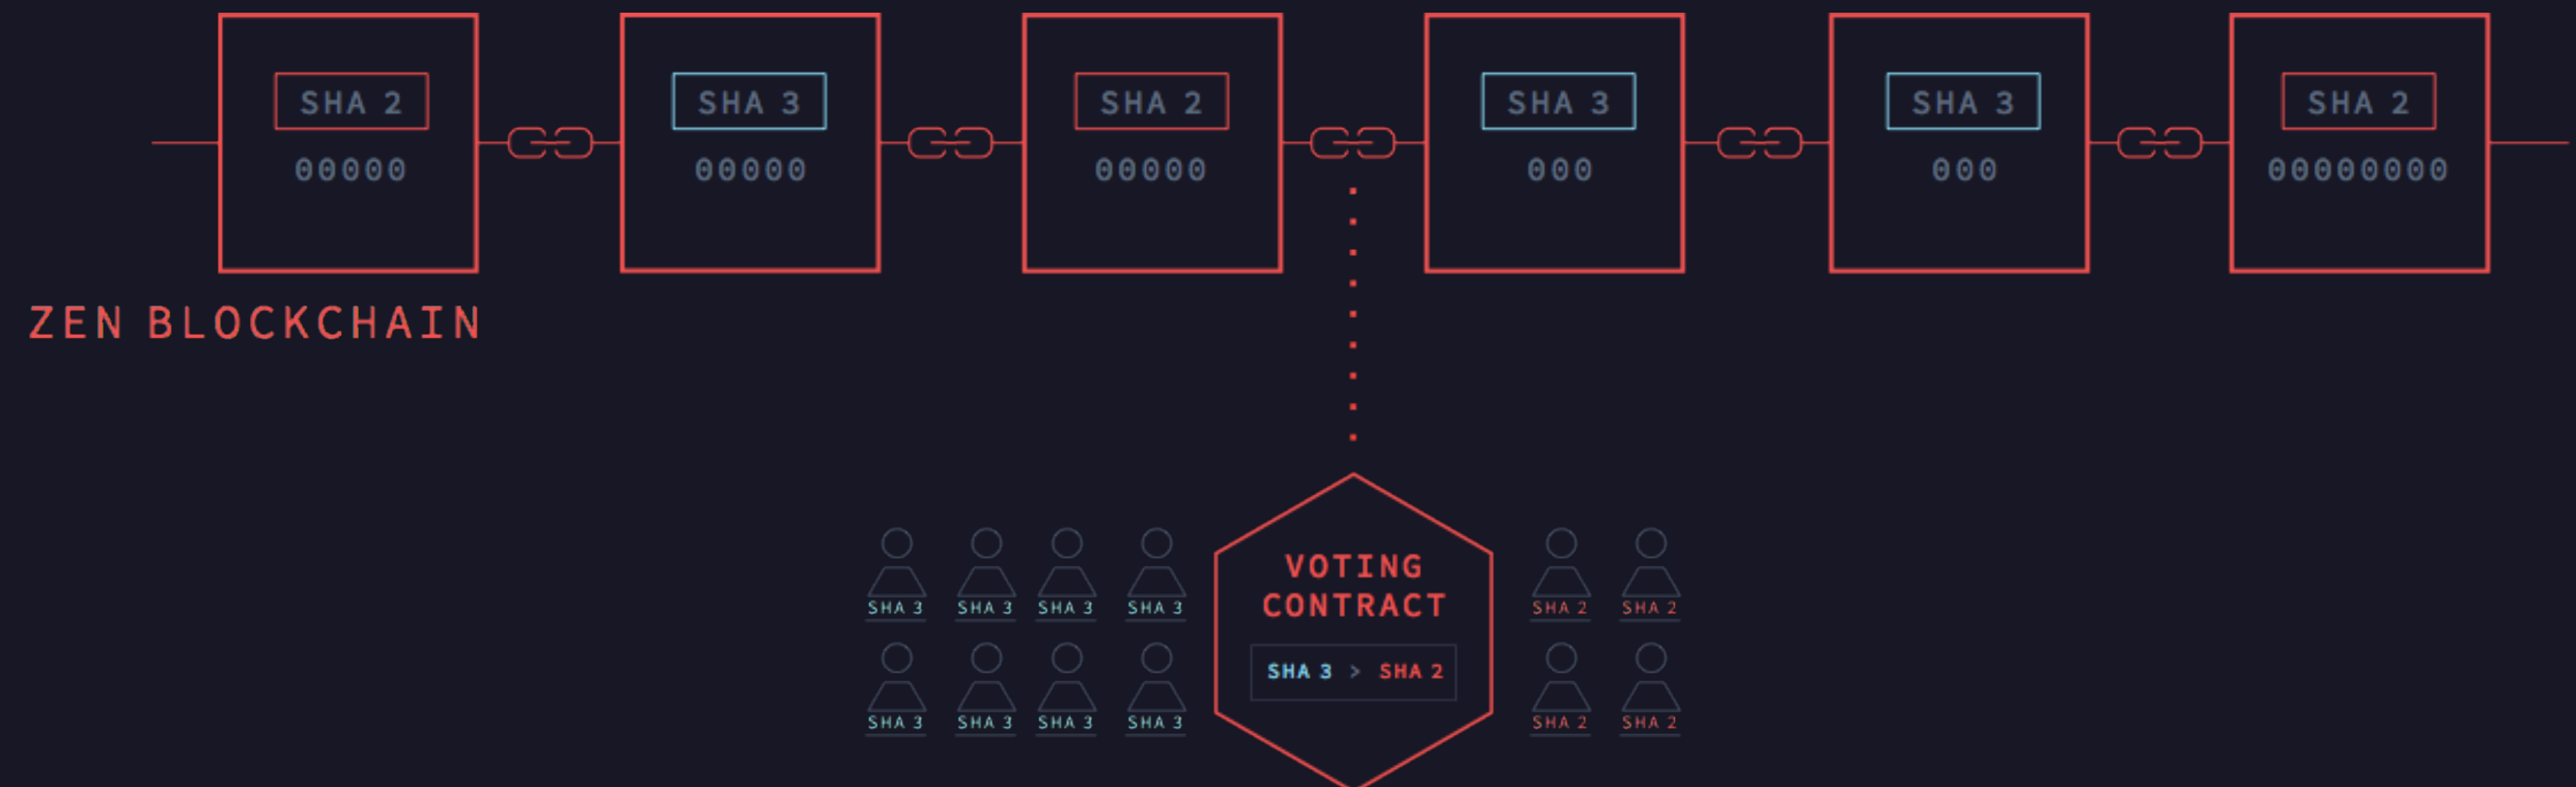 SHA 2
00000
SHA 3
00000
SHA 2
00000
SHA 3
000
SHA 3
000
SHA 2
00000000
ZEN BLOCKCHAIN
VOTING
CONTRACT
SHA 3 > SHA 2
SHA 3 SHA 3 SHA 3 SHA 3
SHA 2 SHA 2
SHA 3 SHA 3 SHA 3 SHA 3
SHA 2 SHA 2